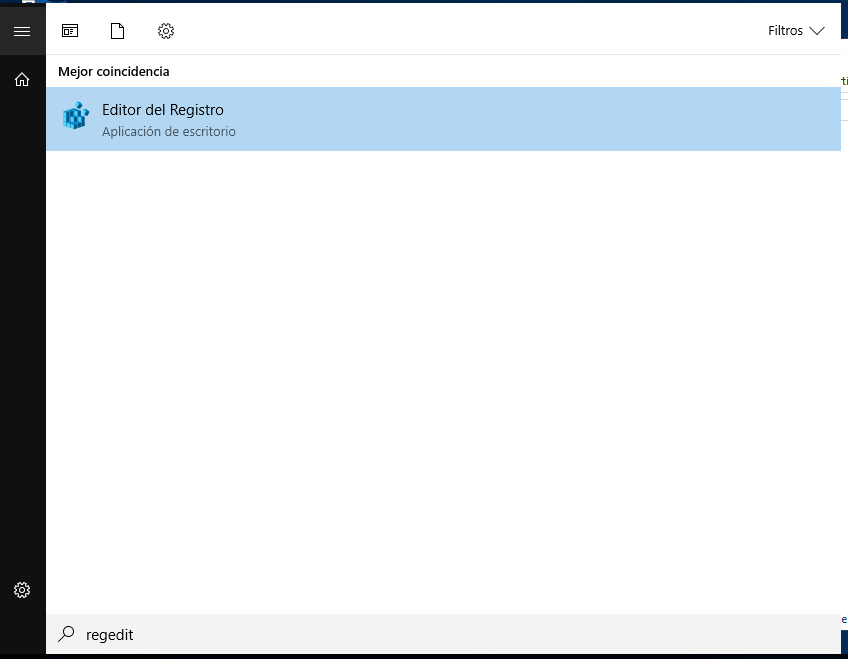 Filtros
Mejor coincidencia
Editor del Registro
Aplicación de escritorio
regedit